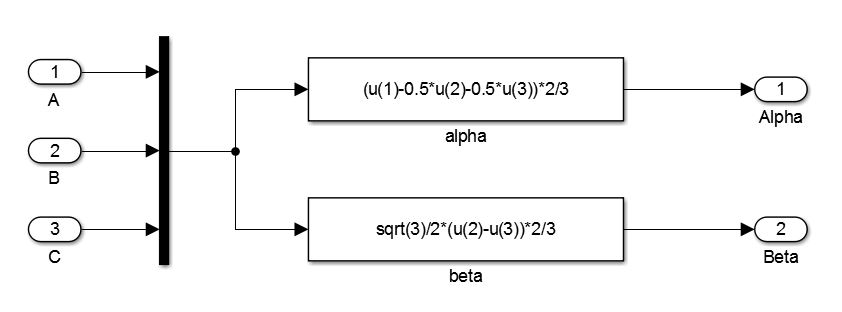 1
A
2
B
3
C
(u(1)-0.5*u(2)-0.5*u(3))*2/3
alpha
sqrt(3)/2*(u(2)-u(3))*2/3
beta
1
Alpha
2
Beta